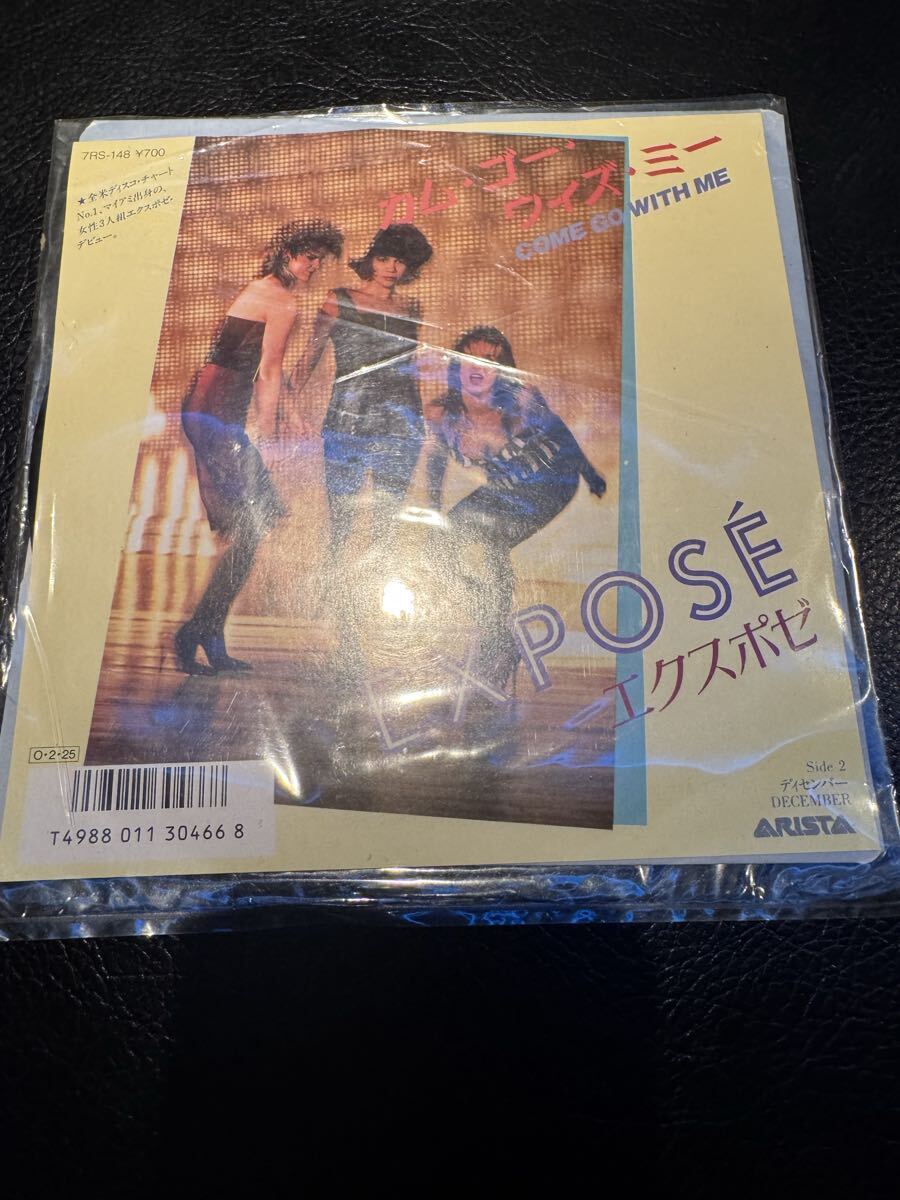 7RS-148 ¥700
★全米ディスコ・チャート
No.1、マイアミ出身の、
女性3人組エクスポゼ・
デビュー。
カム・ゴー・
ウィズ・ミー
COME GO WITH ME
EXPOSÉ
エクスポゼ
O・2・25
T4988 011 30466 8
Side 2
ディセンバー
DECEMBER
ARISTA